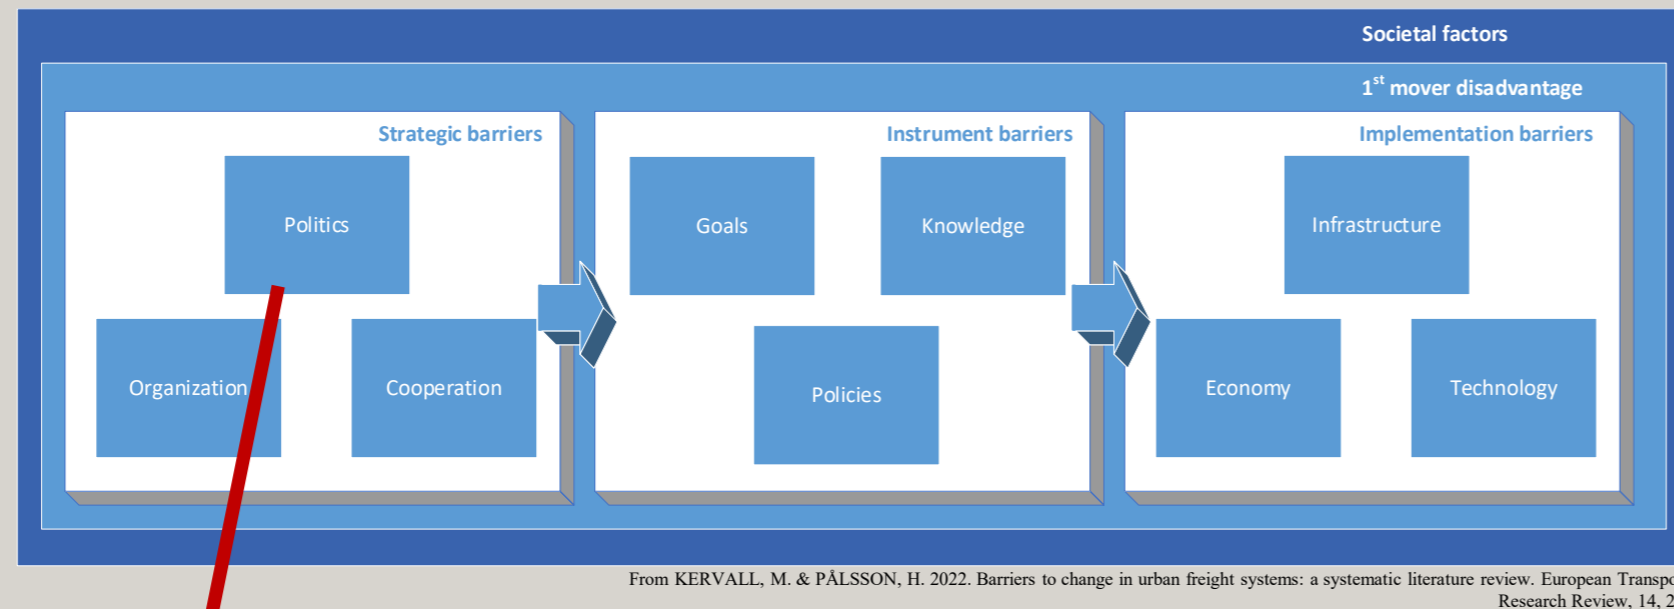 Societal factors
1st mover disadvantage
Strategic barriers
Politics
Organization
Cooperation
Instrument barriers
Goals
Knowledge
Policies
Implementation barriers
Infrastructure
Economy
Technology
From KERVALL, M. & PÅLSSON, H. 2022. Barriers to change in urban freight systems: a systematic literature review. European Transpo
Research Review, 14, 2